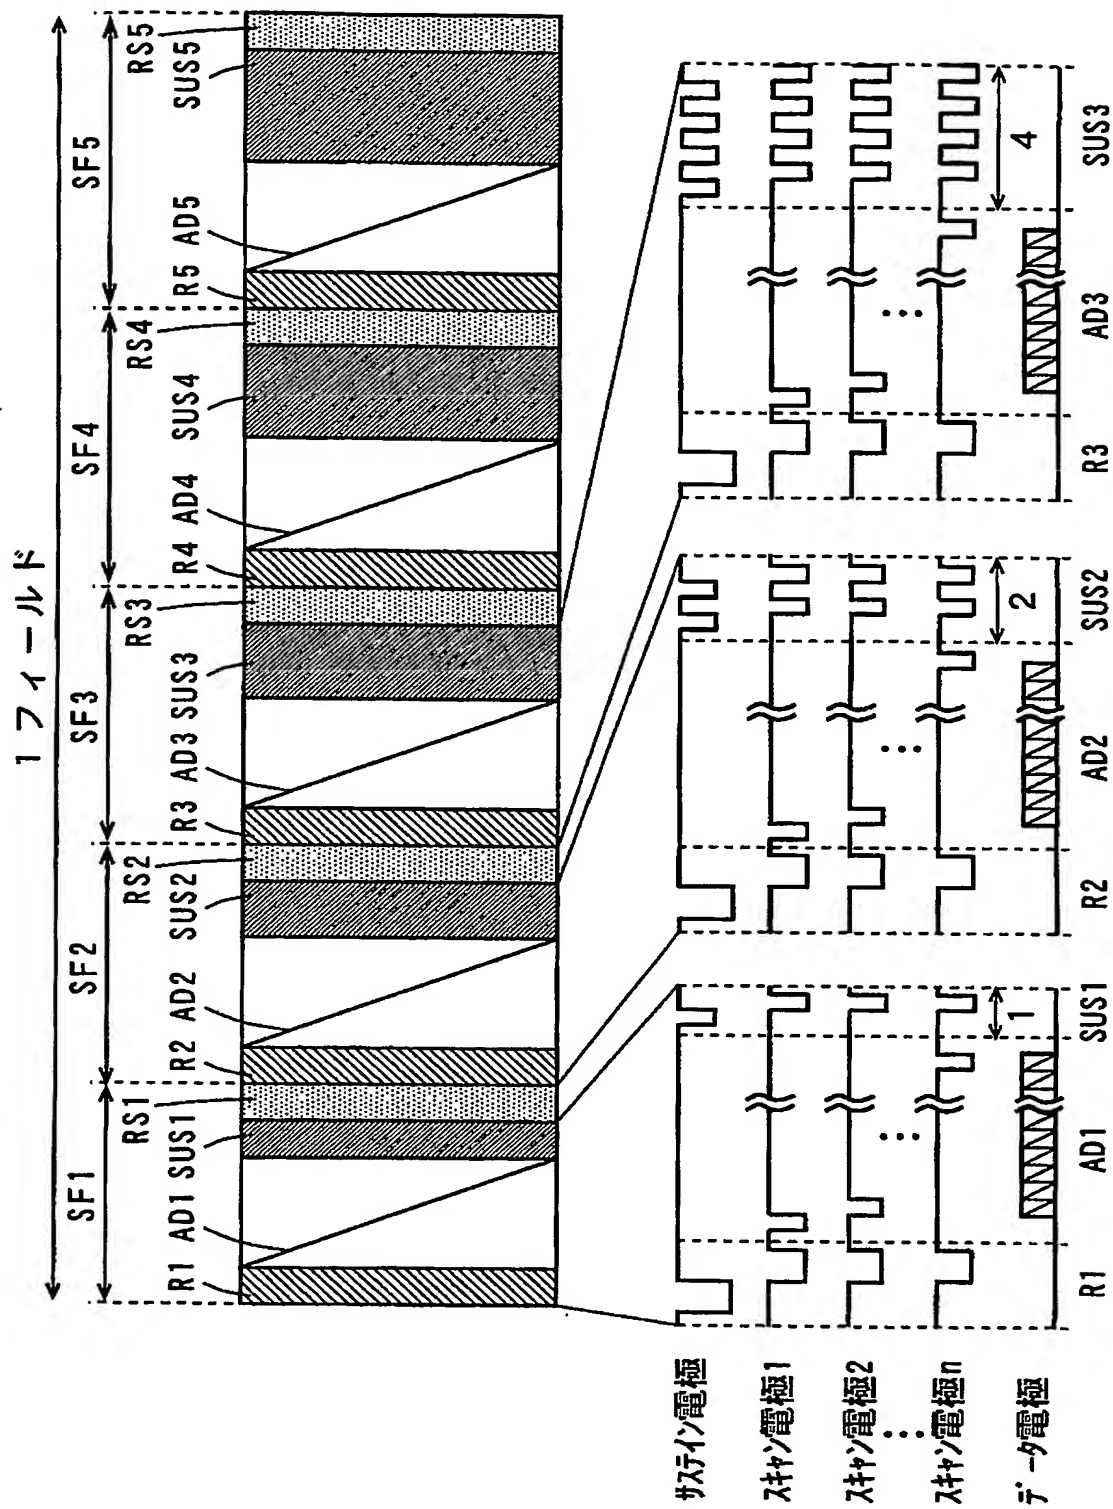 1フィールド
SF1 SF2 SF3 SF4 SF5
RS1 RS2 RS3 RS4 RS5
R1 AD1 SUS1 R2 AD2 SUS2 R3 AD3 SUS3 R4 AD4 SUS4 R5 AD5 SUS5
サステイン電極
スキャン電極1
スキャン電極2
スキャン電極n
データ電極
1 2 4
R1 AD1 SUS1 R2 AD2 SUS2 R3 AD3 SUS3